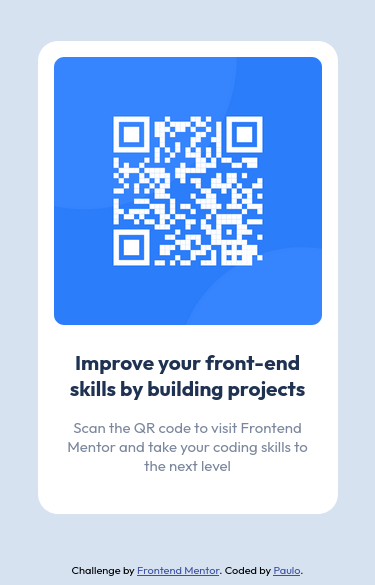 Improve your front-end
skills by building projects
Scan the QR code to visit Frontend
Mentor and take your coding skills to
the next level
Challenge by Frontend Mentor. Coded by Paulo.